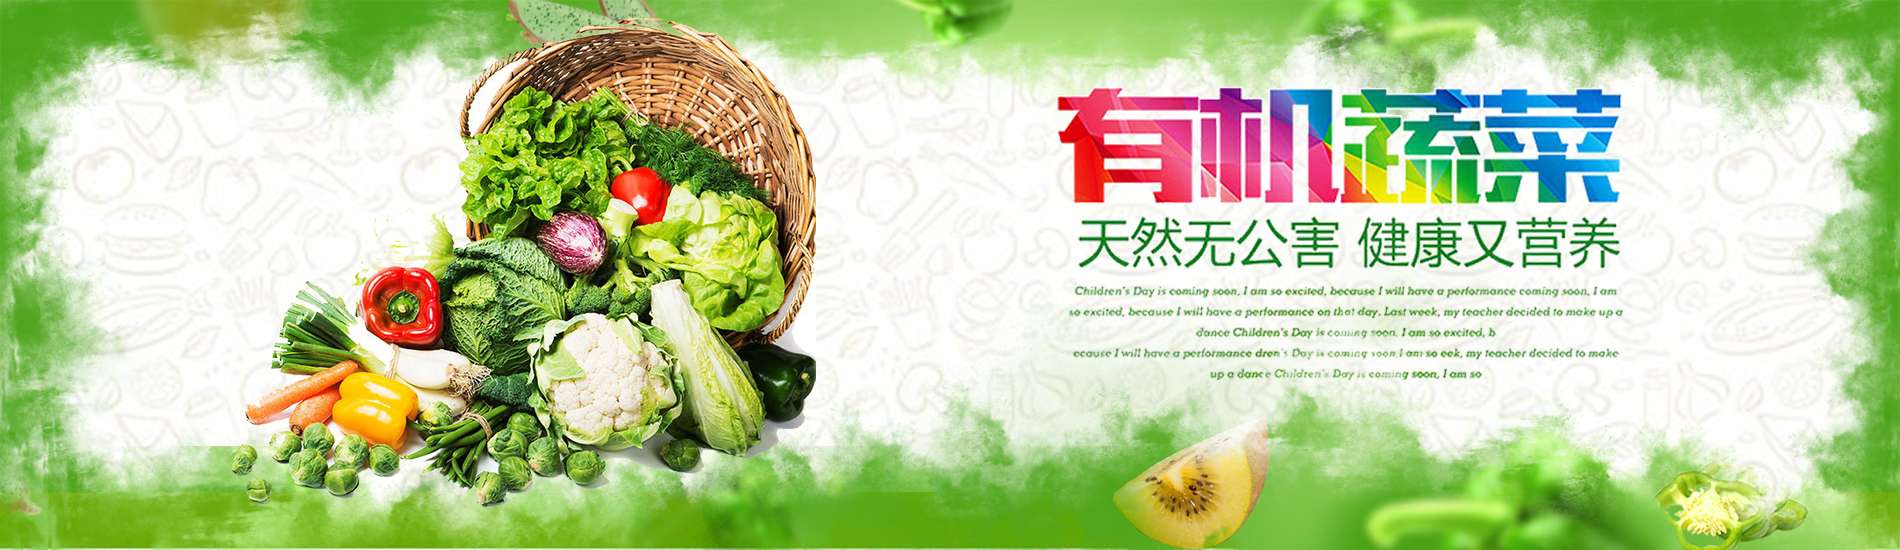 有机蔬菜
天然无公害 健康又营养
Children's Day is coming soon, I am so excited, because I will have a performance coming soon, I am
so excited, because I will have a performance on that day. Last week, my teacher decided to make up a
dance Children's Day is coming soon. I am so excited, b
ecause I will have a performance dren's Day is coming soon.I am so eek, my teacher decided to make
up a dance Children's Day is coming soon, I am so